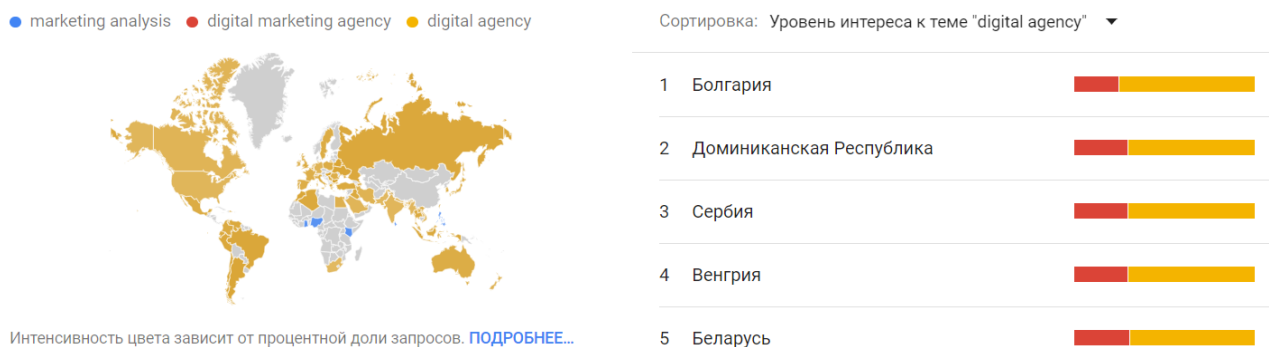 marketing analysis digital marketing agency digital agency
Интенсивность цвета зависит от процентной доли запросов. ПОДРОБНЕЕ...
Сортировка: Уровень интереса к теме "digital agency"
1 Болгария
2 Доминиканская Республика
3 Сербия
4 Венгрия
5 Беларусь